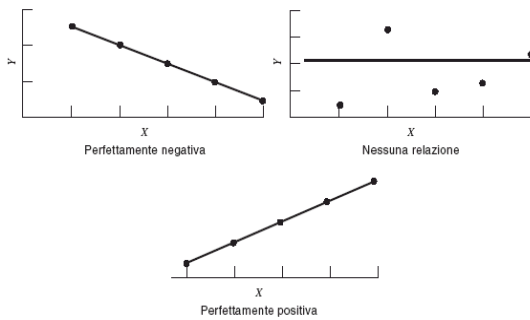 Y
X
Perfettamente negativa
Y
X
Nessuna relazione
X
Perfettamente positiva